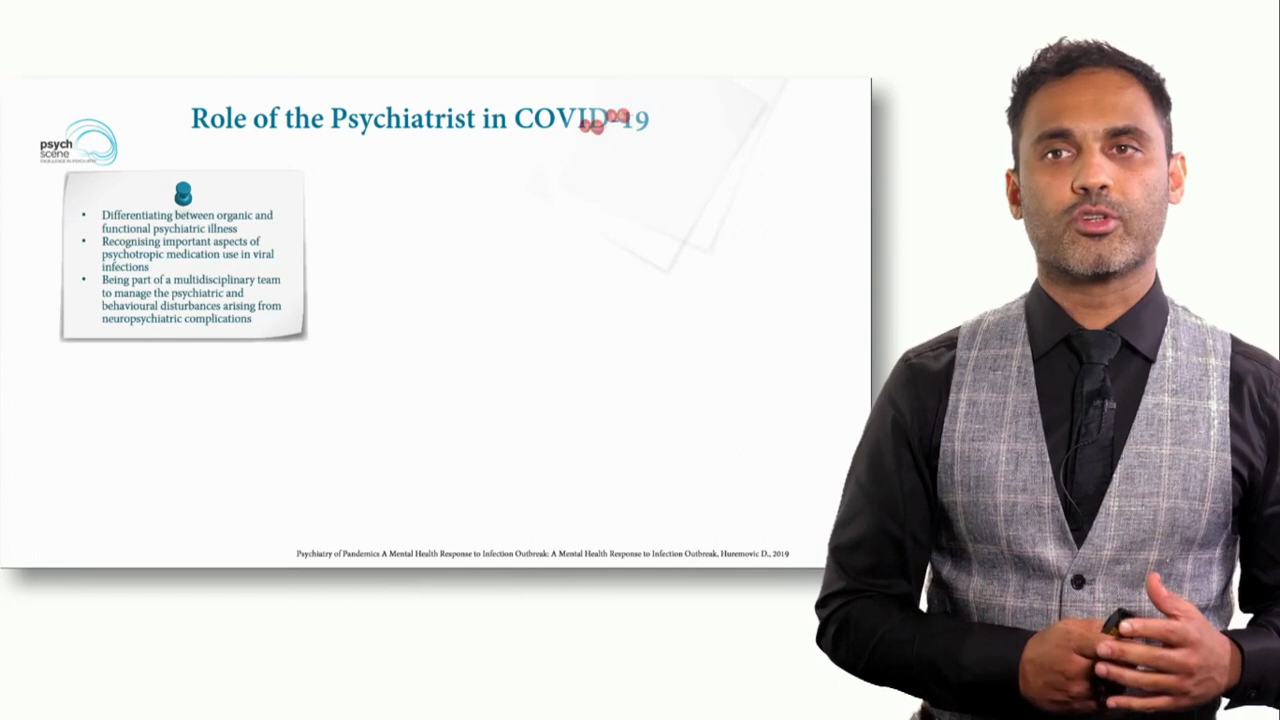 Role of the Psychiatrist in COVID-19
psych
scene
EXCELLENCE IN PSYCHIATRY
• Differentiating between organic and
functional psychiatric illness
• Recognising important aspects of
psychotropic medication use in viral
infections
• Being part of a multidisciplinary team
to manage the psychiatric and
behavioural disturbances arising from
neuropsychiatric complications
Psychiatry of Pandemics A Mental Health Response to Infection Outbreak: A Mental Health Response to Infection Outbreak, Huremovic D., 2019